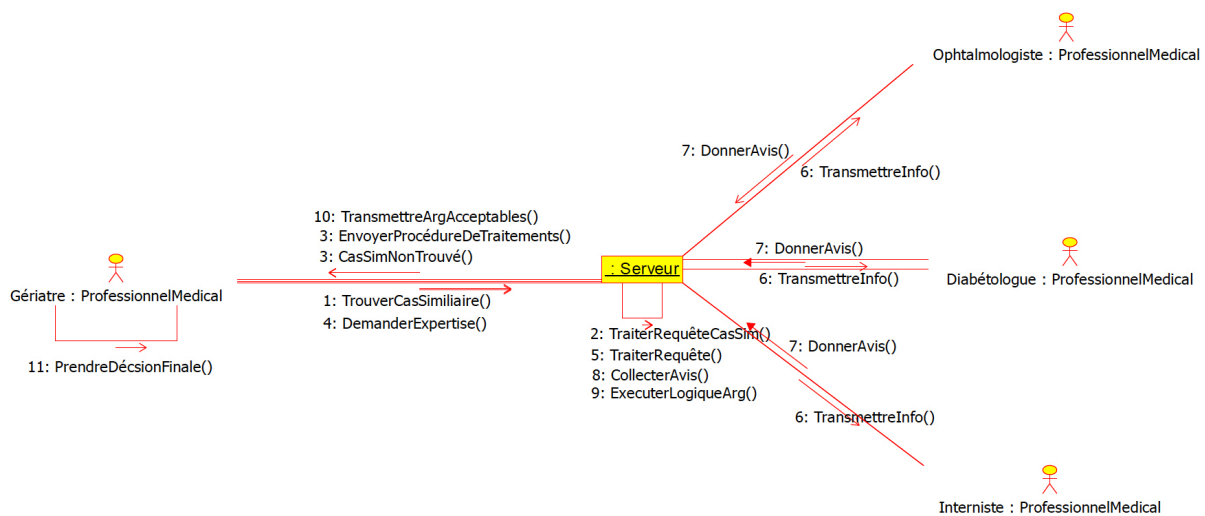 Ophtalmologiste : ProfessionnelMedical
7: DonnerAvis()
6: TransmettreInfo()
10: TransmettreArgAcceptables()
3: EnvoyerProcédureDeTraitements()
3: CasSimNonTrouvé()
: Serveur
7: DonnerAvis()
6: TransmettreInfo()
Diabétologue : ProfessionnelMedical
Gériatre : ProfessionnelMedical
1: TrouverCasSimiliaire()
4: DemanderExpertise()
2: TraiterRequêteCasSim()
5: TraiterRequête()
8: CollecterAvis()
9: ExecuterLogiqueArg()
7: DonnerAvis()
11: PrendreDécsionFinale()
6: TransmettreInfo()
Interniste : ProfessionnelMedical